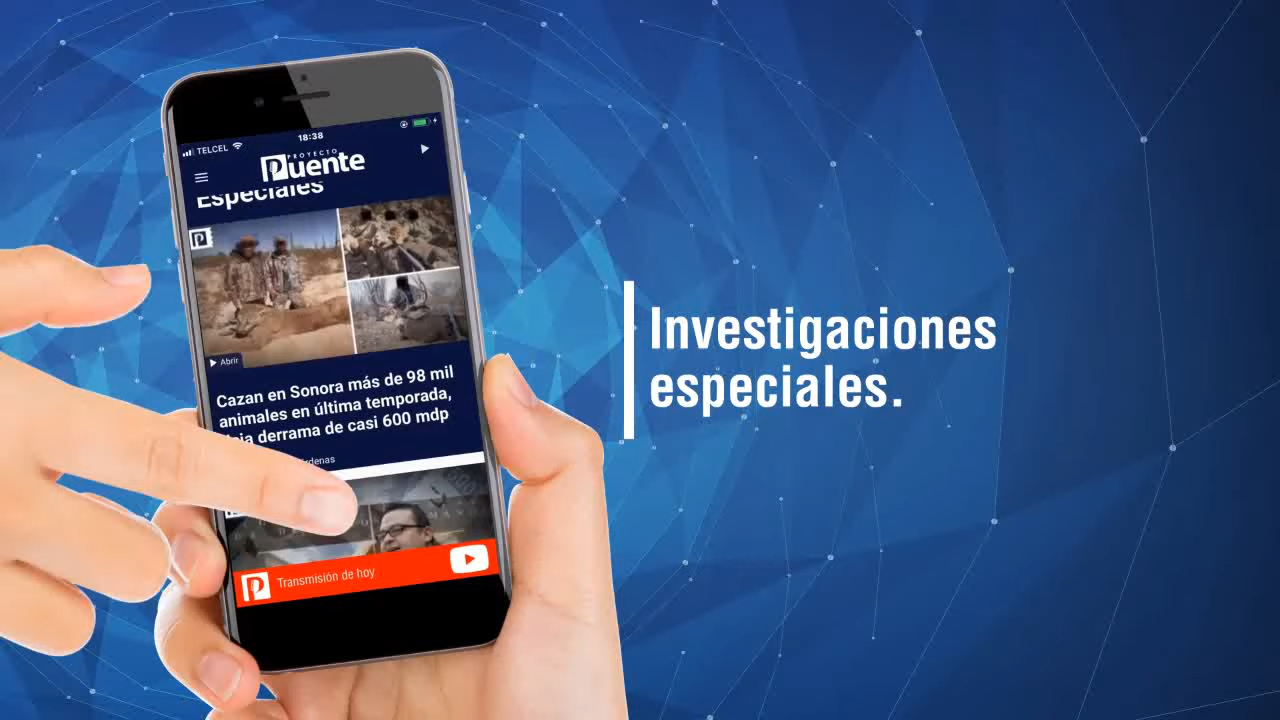 TELCEL
18:38
PROYECTO
Puente
Especiales
Abrir
Cazan en Sonora más de 98 mil
animales en última temporada,
derrama de casi 600 mdp
Transmisión de hoy
Investigaciones
especiales.